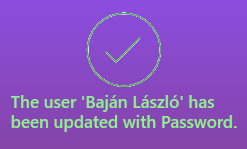 The user 'Baján László' has
been updated with Password.